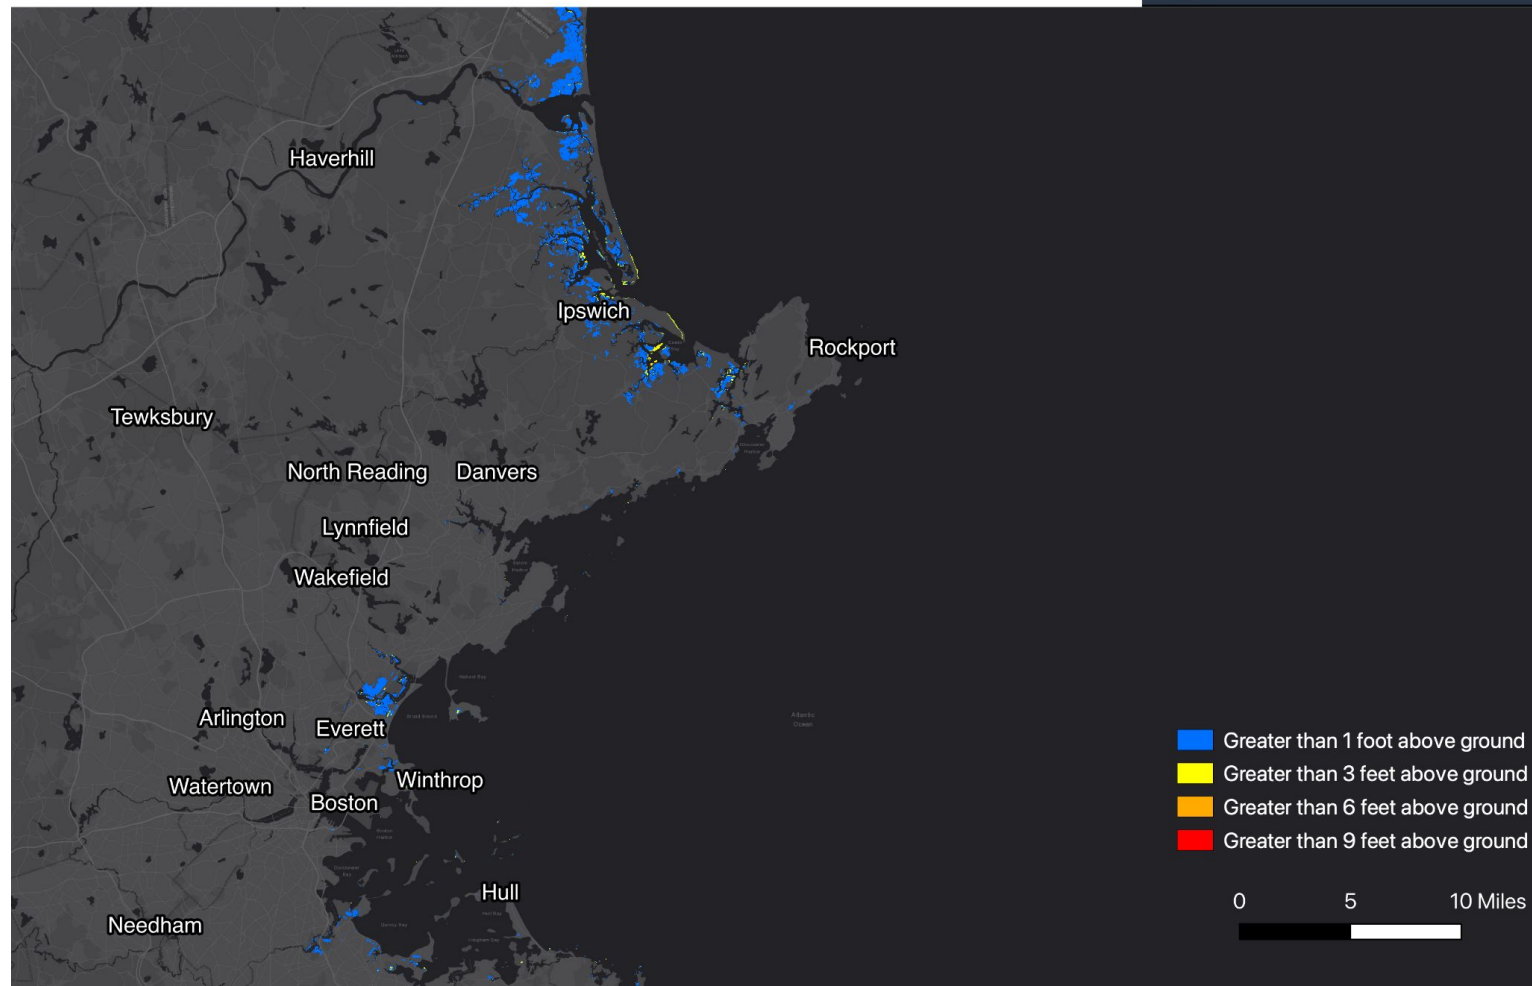 Haverhill
Ipswich
Rockport
Tewksbury
North Reading
Danvers
Lynnfield
Wakefield
Atlantic
Ocean
Arlington
Everett
Winthrop
Watertown
Boston
Hull
Needham
Greater than 1 foot above ground
Greater than 3 feet above ground
Greater than 6 feet above ground
Greater than 9 feet above ground
0 5 10 Miles